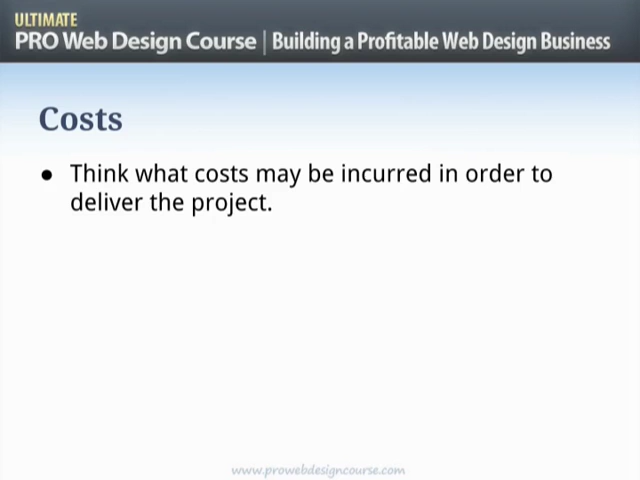 ULTIMATE
PRO Web Design Course | Building a Profitable Web Design Business
Costs
● Think what costs may be incurred in order to
deliver the project.
www.prowebdesigncourse.com